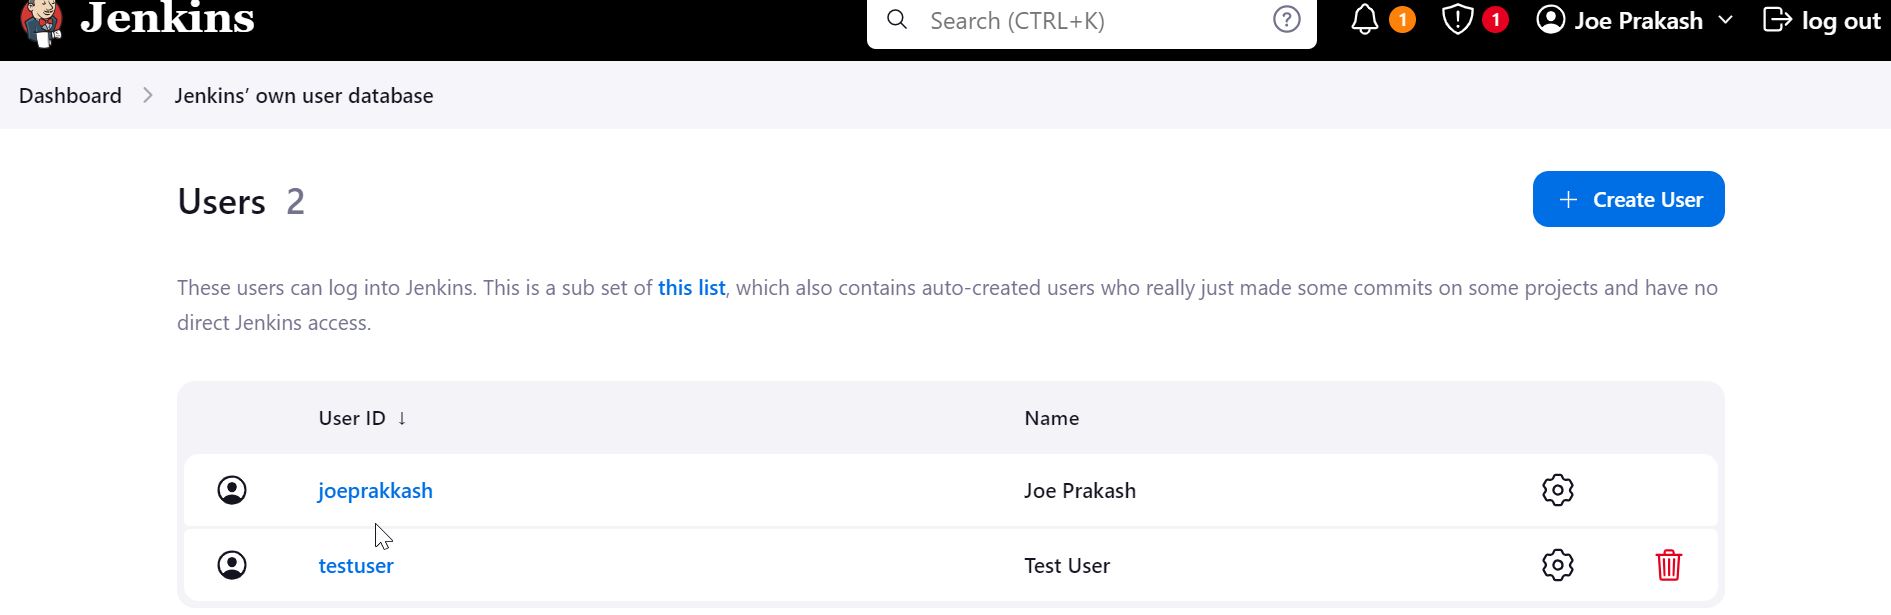 Jenkins
Search (CTRL+K)
?
1
1
Joe Prakash
log out
Dashboard > Jenkins’ own user database
Users 2
+ Create User
These users can log into Jenkins. This is a sub set of this list, which also contains auto-created users who really just made some commits on some projects and have no
direct Jenkins access.
User ID ↓ Name
joeprakkash Joe Prakash
testuser Test User